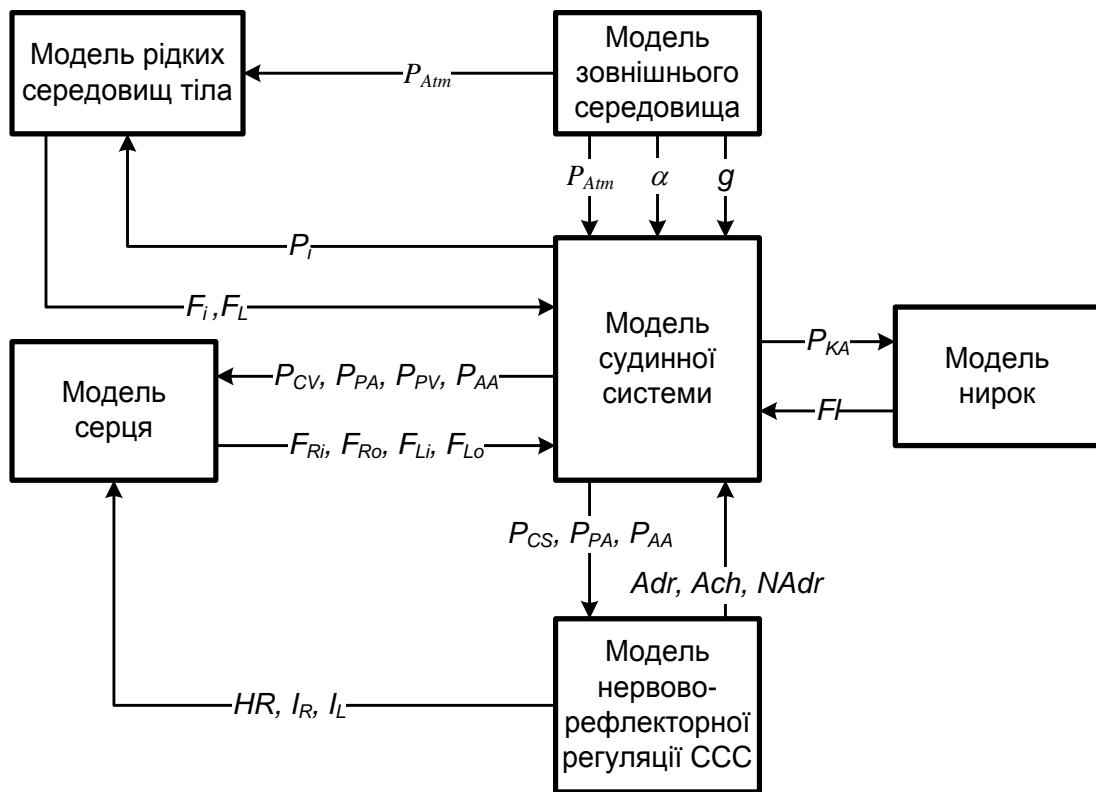 Модель рідких
середовищ тіла
P_Atm
Модель
зовнішнього
середовища
P_Atm
α
g
P_i
F_i ,F_L
Модель
судинної
системи
P_KA
Модель
нирок
FI
Модель
серця
P_CV, P_PA, P_PV, P_AA
F_Ri, F_Ro, F_Li, F_Lo
P_CS, P_PA, P_AA
Adr, Ach, NAdr
HR, I_R, I_L
Модель
нервово-
рефлекторної
регуляції ССС